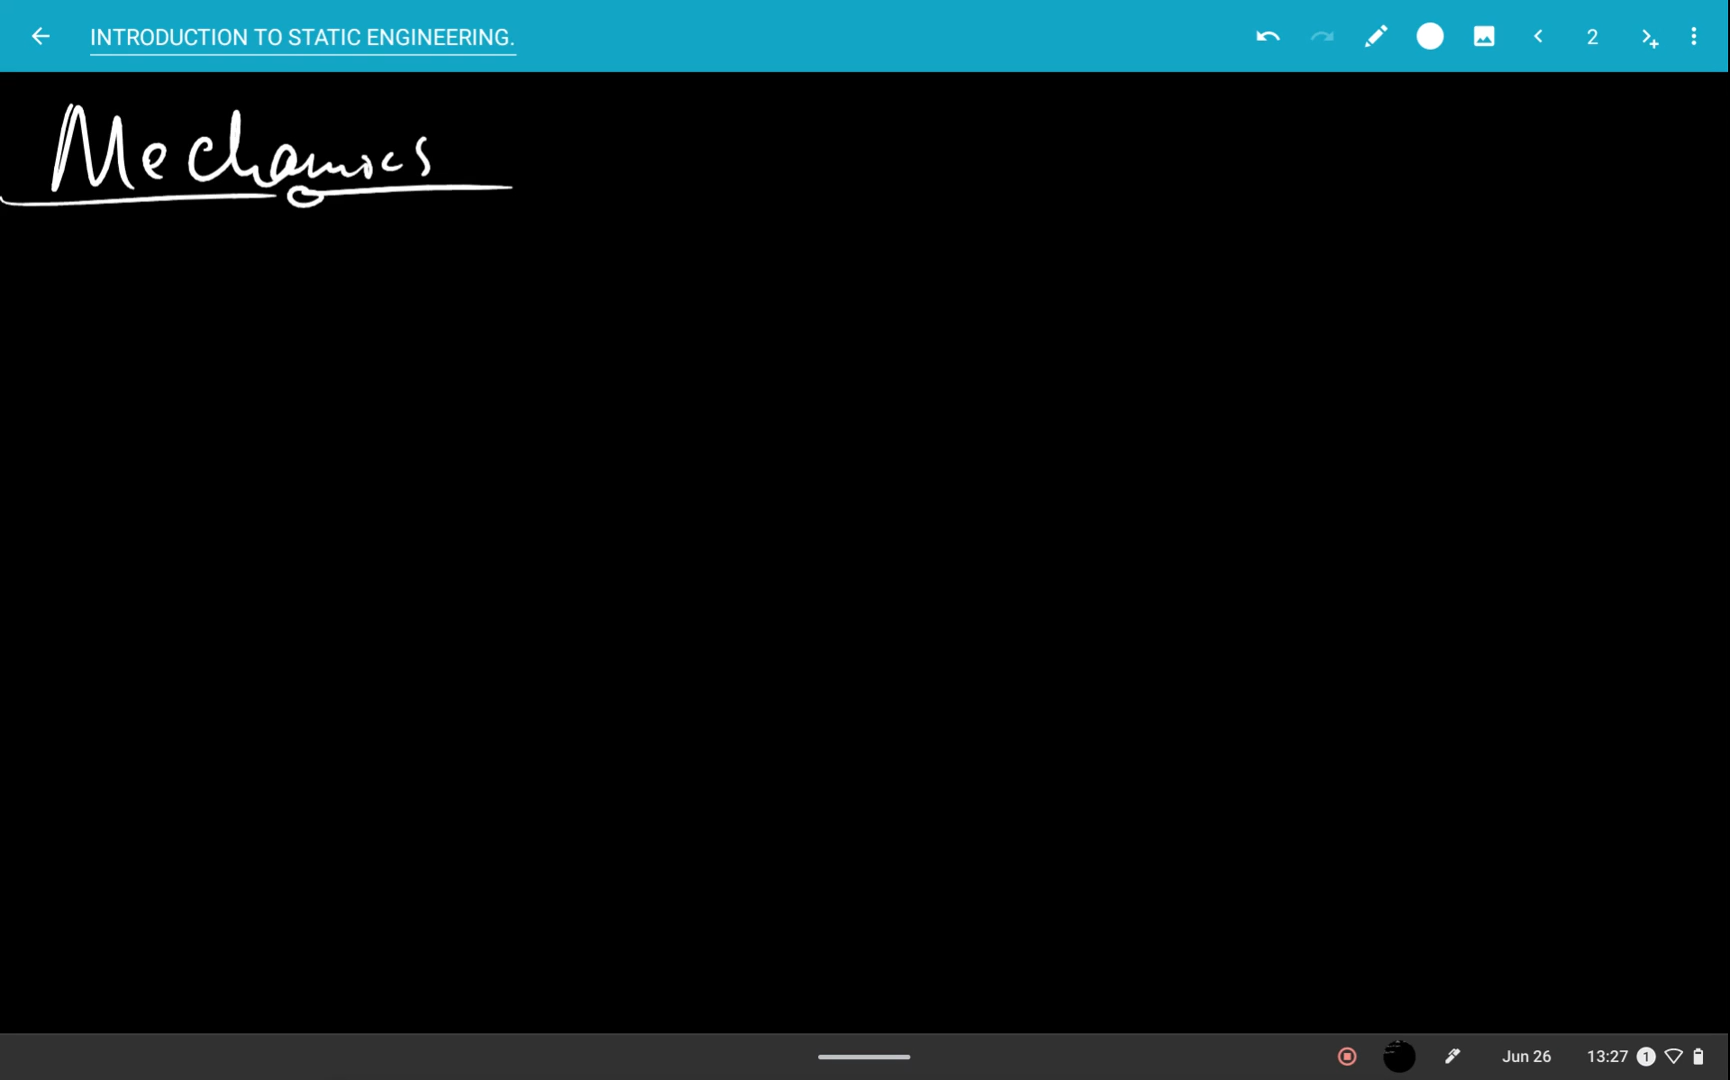 INTRODUCTION TO STATIC ENGINEERING.
2
Mechanics
Jun 26
13:27
1